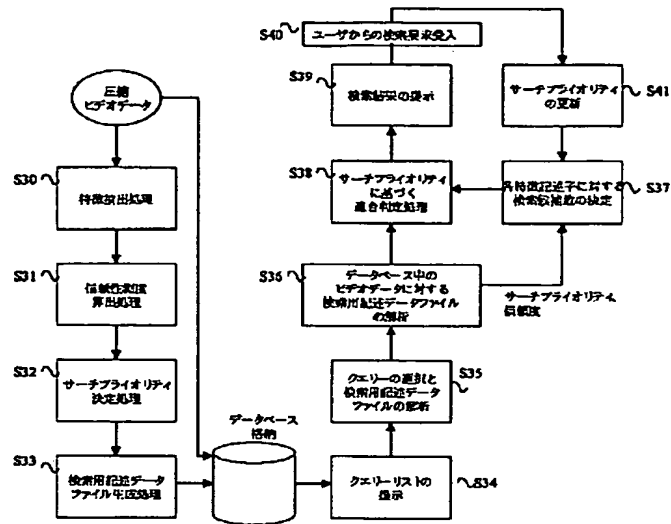 圧縮
ビデオデータ
S30
特徴抽出処理
S31
信頼性尺度
算出処理
S32
サーチプライオリティ
決定処理
S33
検索用記述データ
ファイル生成処理
データベース
格納
S34
クエリーリストの
提示
S35
クエリーの選択と
検索用記述データ
ファイルの解析
S36
データベース中の
ビデオデータに対する
検索用記述データファイル
の解析
サーチプライオリティ、
信頼度
S37
各特徴記述子に対する
検索候補数の決定
S38
サーチプライオリティ
に基づく
適合判定処理
S39
検索結果の提示
S40
ユーザからの検索要求受入
S41
サーチプライオリティ
の更新